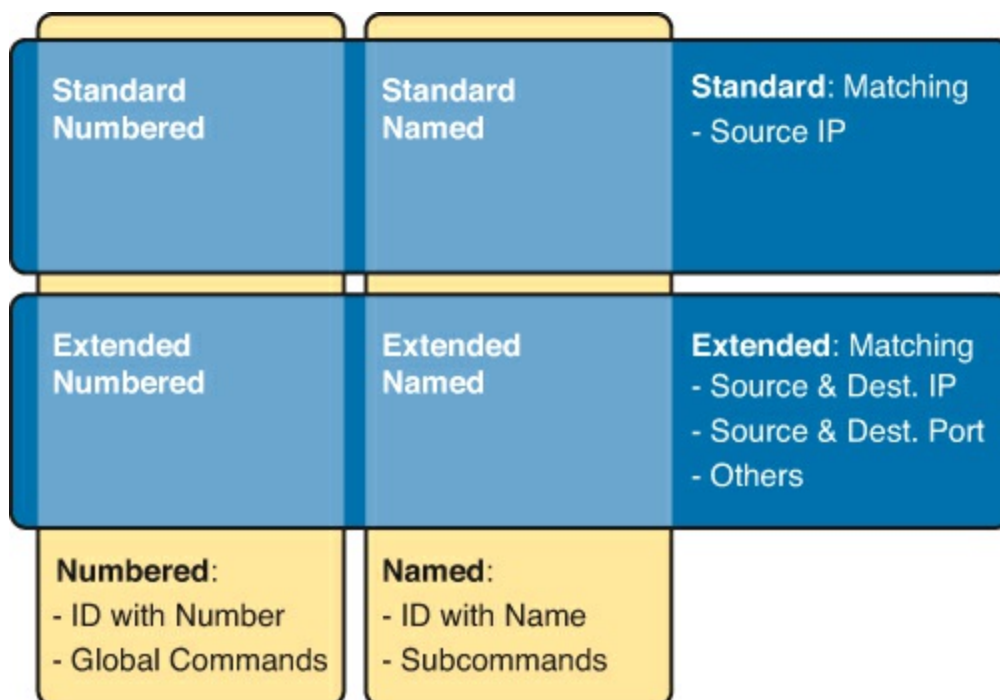 Standard
Numbered
Standard
Named
Standard: Matching
- Source IP
Extended
Numbered
Extended
Named
Extended: Matching
- Source & Dest. IP
- Source & Dest. Port
- Others
Numbered:
- ID with Number
- Global Commands
Named:
- ID with Name
- Subcommands